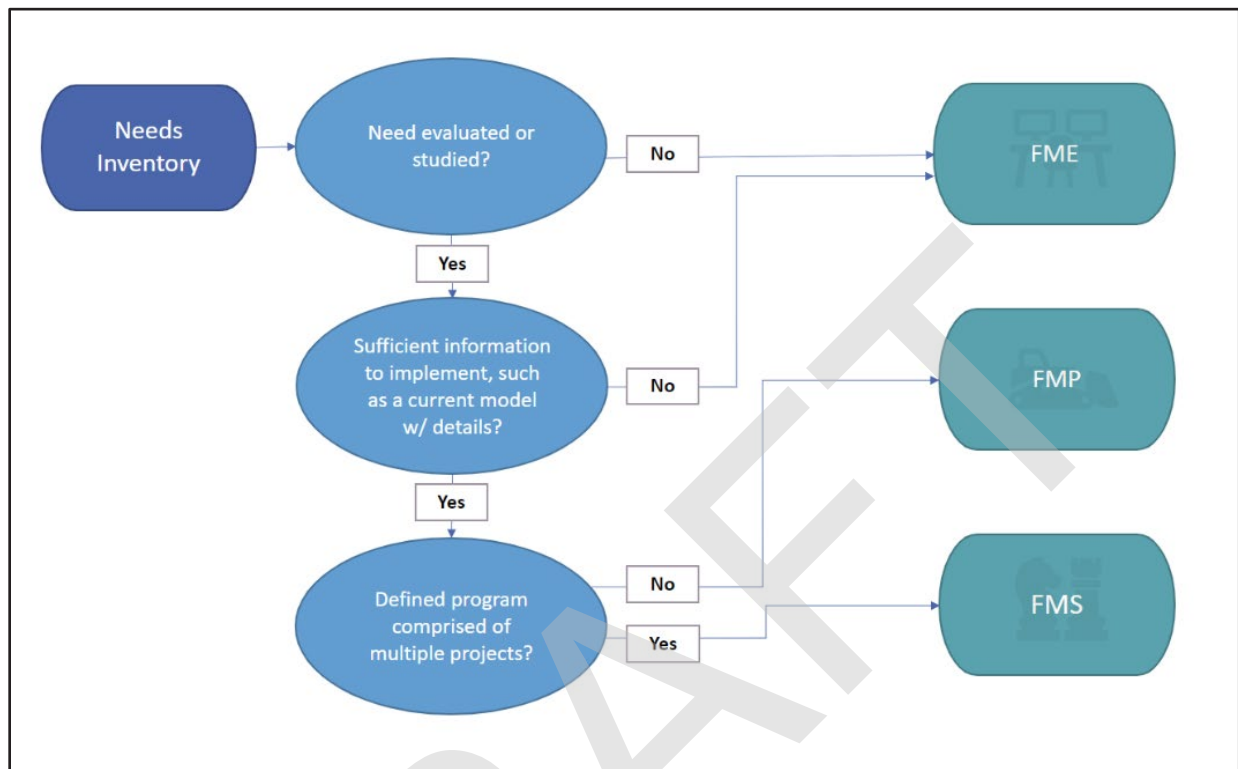 Needs
Inventory
Need evaluated or
studied?
No
FME
Yes
Sufficient information
to implement, such
as a current model
w/ details?
No
FMP
Yes
Defined program
comprised of
multiple projects?
No
Yes
FMS
DRAFT